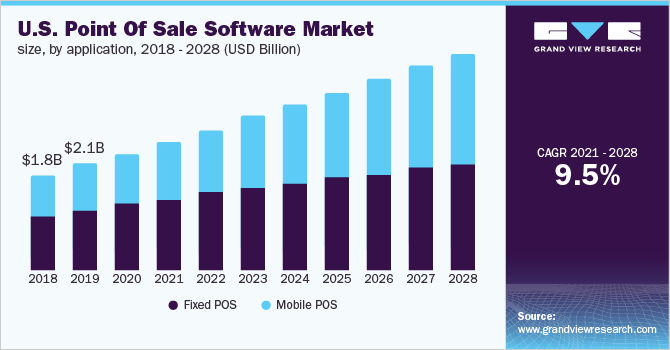 U.S. Point Of Sale Software Market
size, by application, 2018 - 2028 (USD Billion)
$1.8B
$2.1B
2018 2019 2020 2021 2022 2023 2024 2025 2026 2027 2028
Fixed POS Mobile POS
GRAND VIEW RESEARCH
CAGR 2021 - 2028
9.5%
Source:
www.grandviewresearch.com